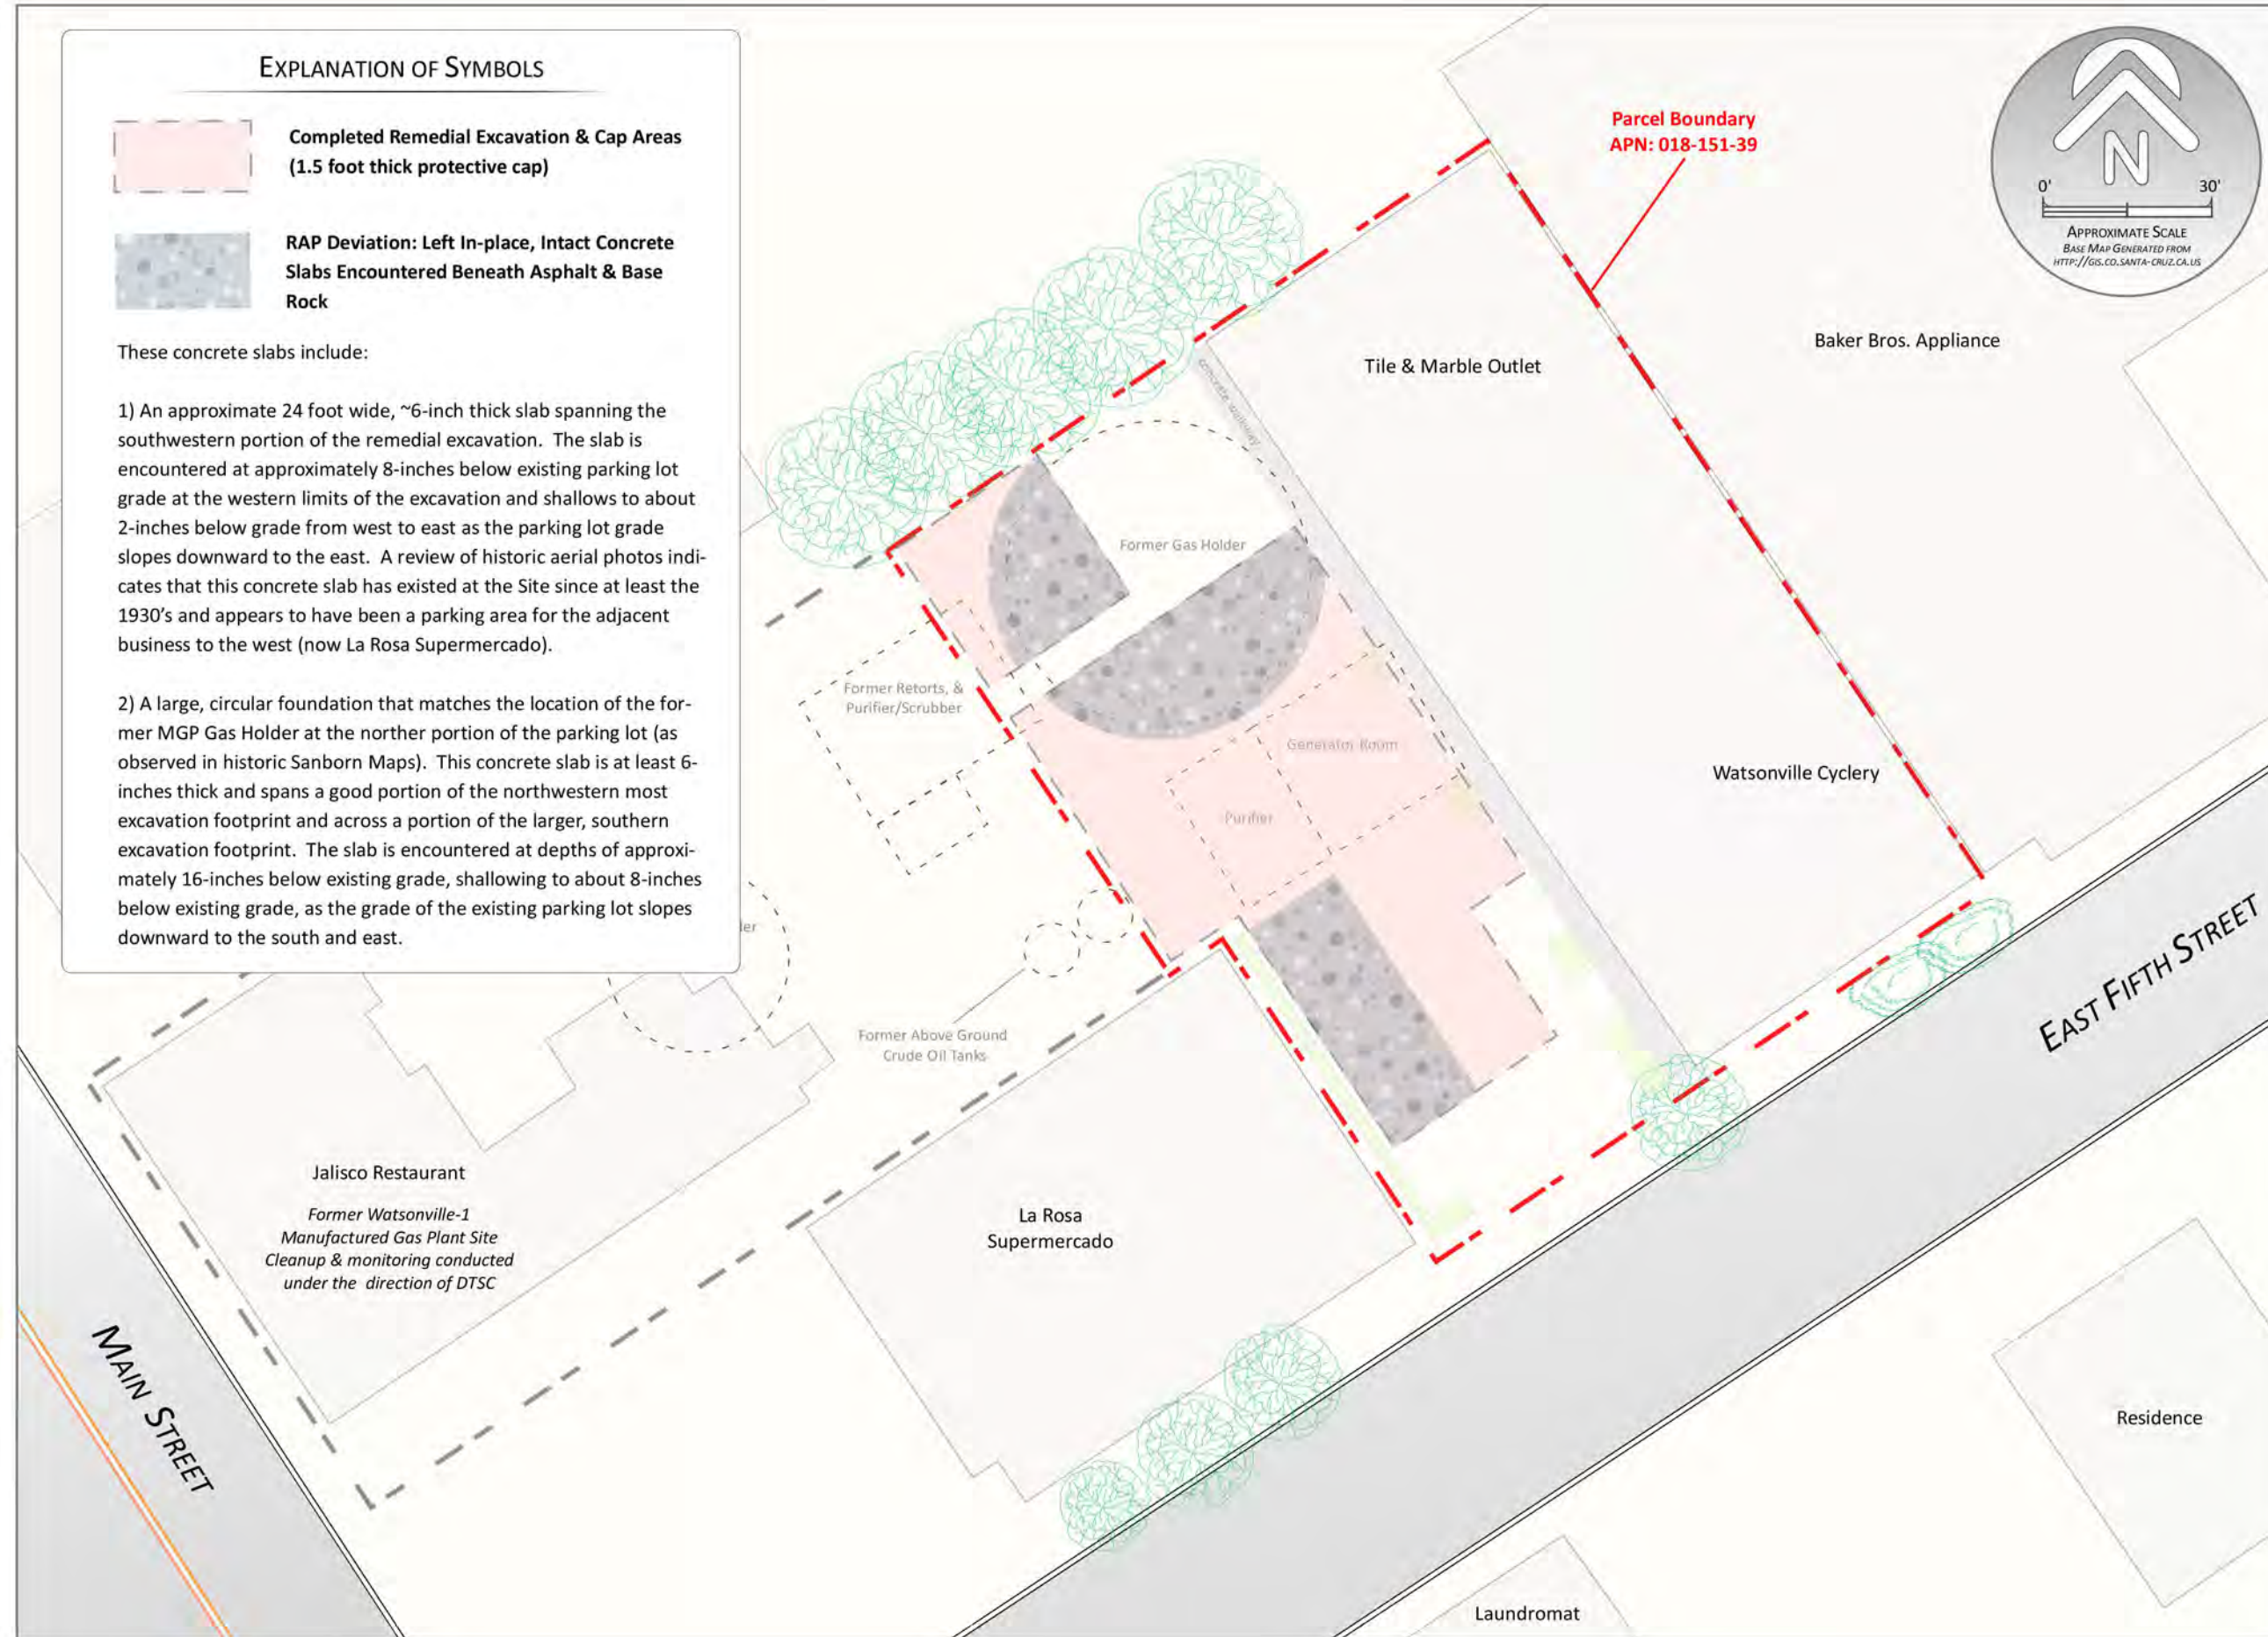 EXPLANATION OF SYMBOLS
Completed Remedial Excavation & Cap Areas
(1.5 foot thick protective cap)
RAP Deviation: Left In-place, Intact Concrete
Slabs Encountered Beneath Asphalt & Base
Rock
These concrete slabs include:
1) An approximate 24 foot wide, ~6-inch thick slab spanning the
southwestern portion of the remedial excavation. The slab is
encountered at approximately 8-inches below existing parking lot
grade at the western limits of the excavation and shallows to about
2-inches below grade from west to east as the parking lot grade
slopes downward to the east. A review of historic aerial photos indi-
cates that this concrete slab has existed at the Site since at least the
1930's and appears to have been a parking area for the adjacent
business to the west (now La Rosa Supermercado).
2) A large, circular foundation that matches the location of the for-
mer MGP Gas Holder at the norther portion of the parking lot (as
observed in historic Sanborn Maps). This concrete slab is at least 6-
inches thick and spans a good portion of the northwestern most
excavation footprint and across a portion of the larger, southern
excavation footprint. The slab is encountered at depths of approxi-
mately 16-inches below existing grade, shallowing to about 8-inches
below existing grade, as the grade of the existing parking lot slopes
downward to the south and east.
Parcel Boundary
APN: 018-151-39
N
0' 30'
APPROXIMATE SCALE
BASE MAP GENERATED FROM
HTTP://GIS.CO.SANTA-CRUZ.CA.US
Baker Bros. Appliance
Tile & Marble Outlet
concrete walkway
Former Gas Holder
Former Retorts, &
Purifier/Scrubber
Generator Room
Purifier
Watsonville Cyclery
EAST FIFTH STREET
Former Above Ground
Crude Oil Tanks
Jalisco Restaurant
Former Watsonville-1
Manufactured Gas Plant Site
Cleanup & monitoring conducted
under the direction of DTSC
La Rosa
Supermercado
MAIN STREET
Residence
Laundromat